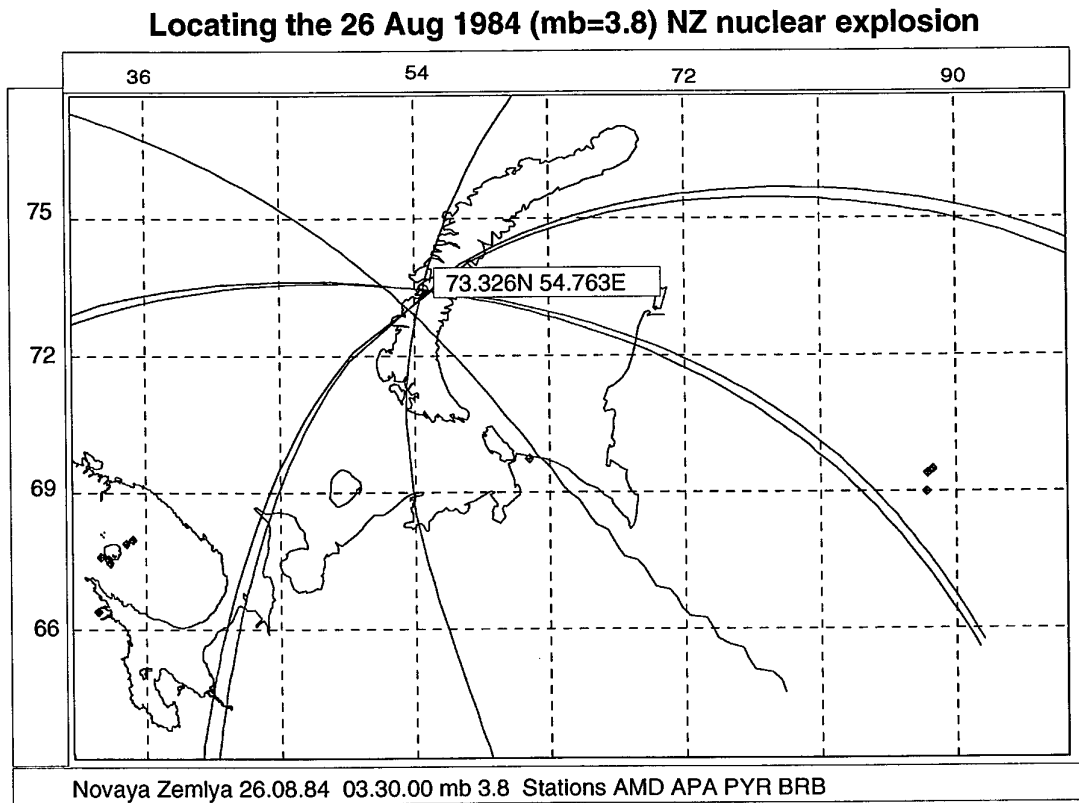 Locating the 26 Aug 1984 (mb=3.8) NZ nuclear explosion
36 54 72 90
75
73.326N 54.763E
72
69
66
Novaya Zemlya 26.08.84 03.30.00 mb 3.8 Stations AMD APA PYR BRB